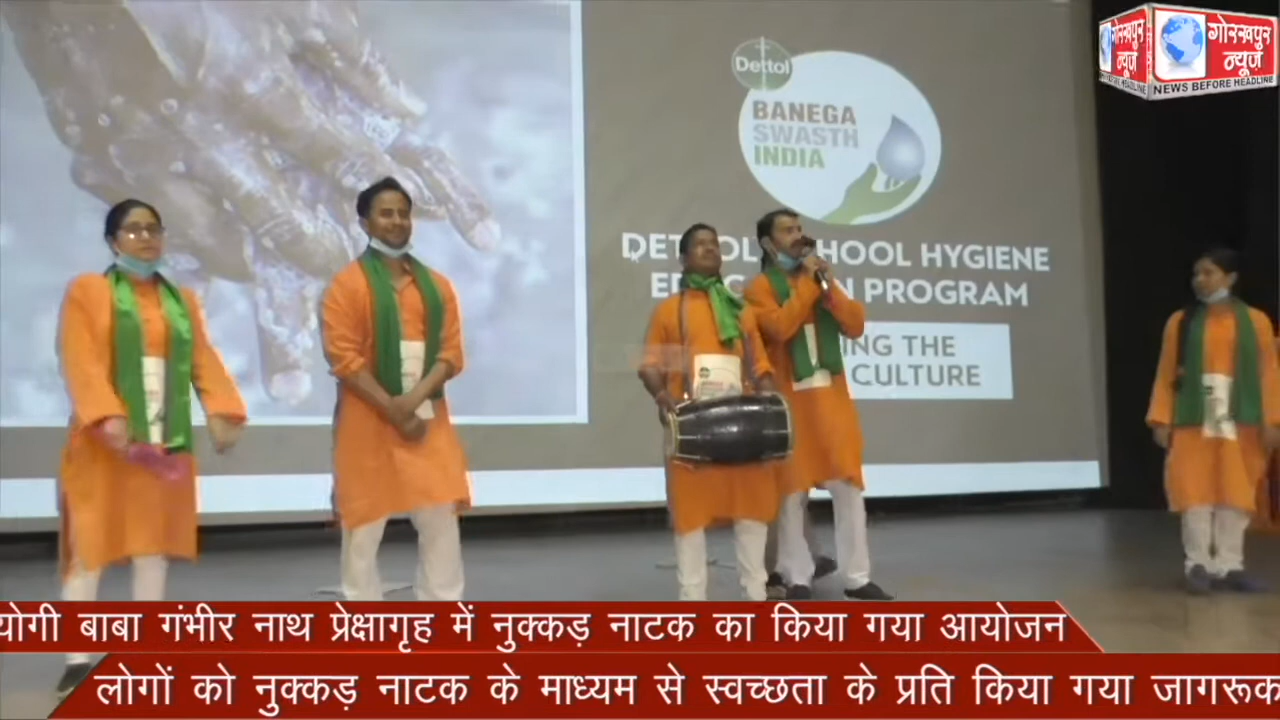 गोरखपुर
न्यूज़
NEWS BEFORE HEADLINE
Dettol
BANEGA
SWASTH
INDIA
SCHOOL HYGIENE
PROGRAM
THE
CULTURE
योगी बाबा गंभीर नाथ प्रेक्षागृह में नुक्कड़ नाटक का किया गया आयोजन
लोगों को नुक्कड़ नाटक के माध्यम से स्वच्छता के प्रति किया गया जागरूक